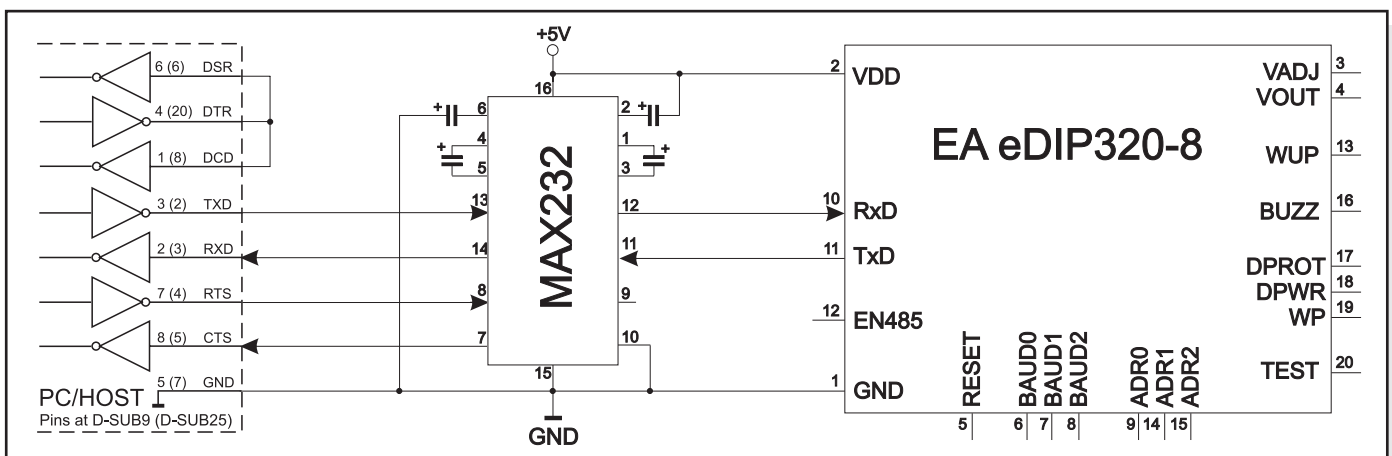 +5V
6 (6) DSR
4 (20) DTR
1 (8) DCD
3 (2) TXD
2 (3) RXD
7 (4) RTS
8 (5) CTS
5 (7) GND
PC/HOST
Pins at D-SUB9 (D-SUB25)
MAX232
16
6
4
5
13
14
8
7
15
2
1
3
12
11
9
10
+
+
+
+
GND
EA eDIP320-8
2 VDD
10 RxD
11 TxD
12 EN485
1 GND
RESET 5
BAUD0 6
BAUD1 7
BAUD2 8
ADR0 9
ADR1 14
ADR2 15
VADJ 3
VOUT 4
WUP 13
BUZZ 16
DPROT 17
DPWR 18
WP 19
TEST 20